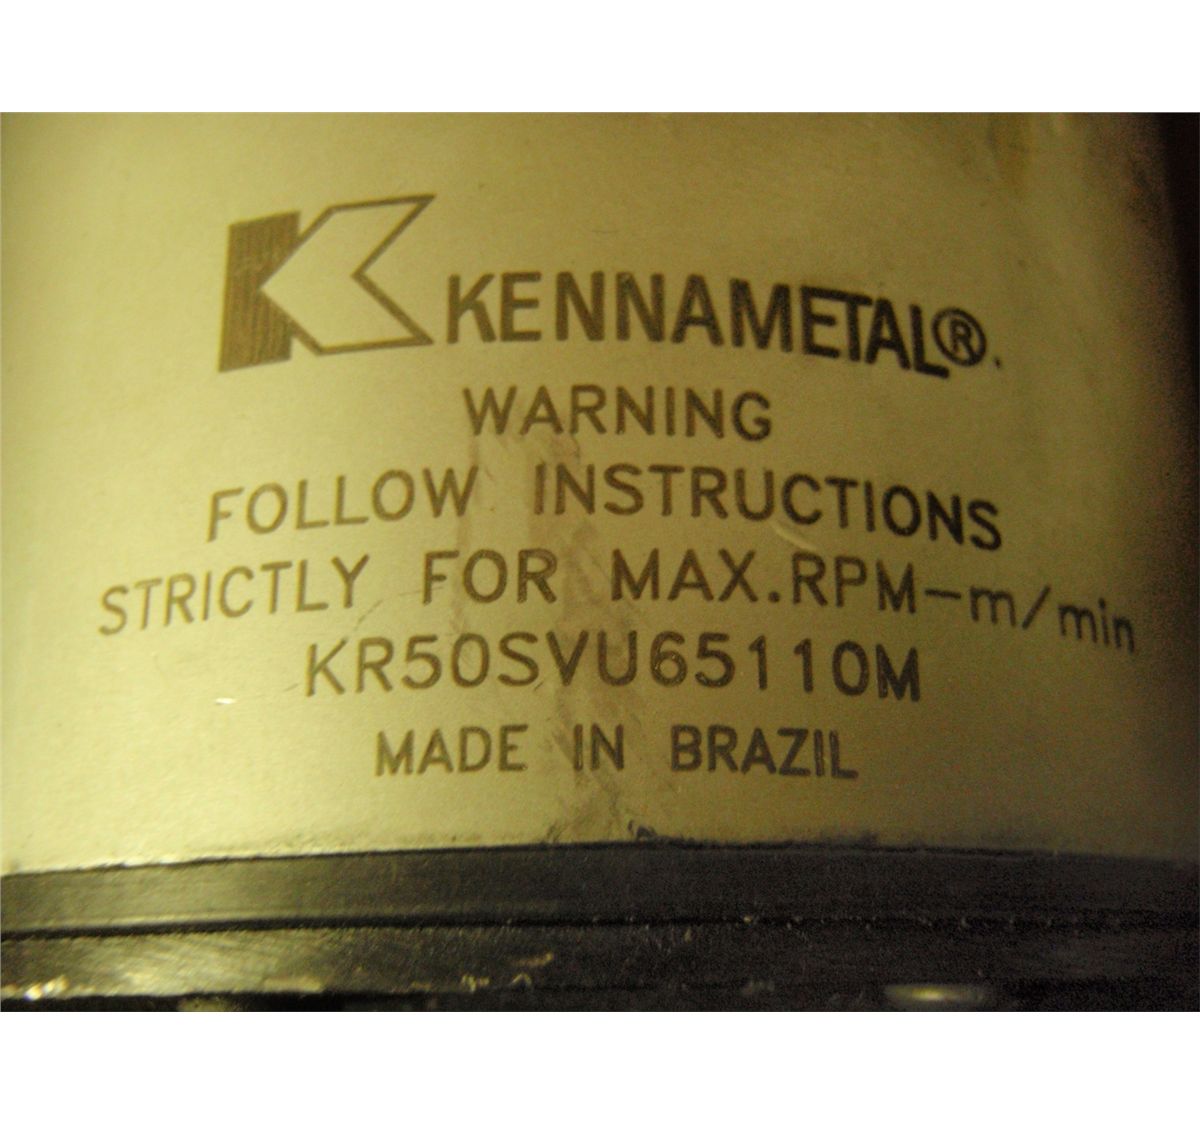 KENNAMETAL®.
WARNING
FOLLOW INSTRUCTIONS
STRICTLY FOR MAX.RPM-m/min
KR50SVU65110M
MADE IN BRAZIL